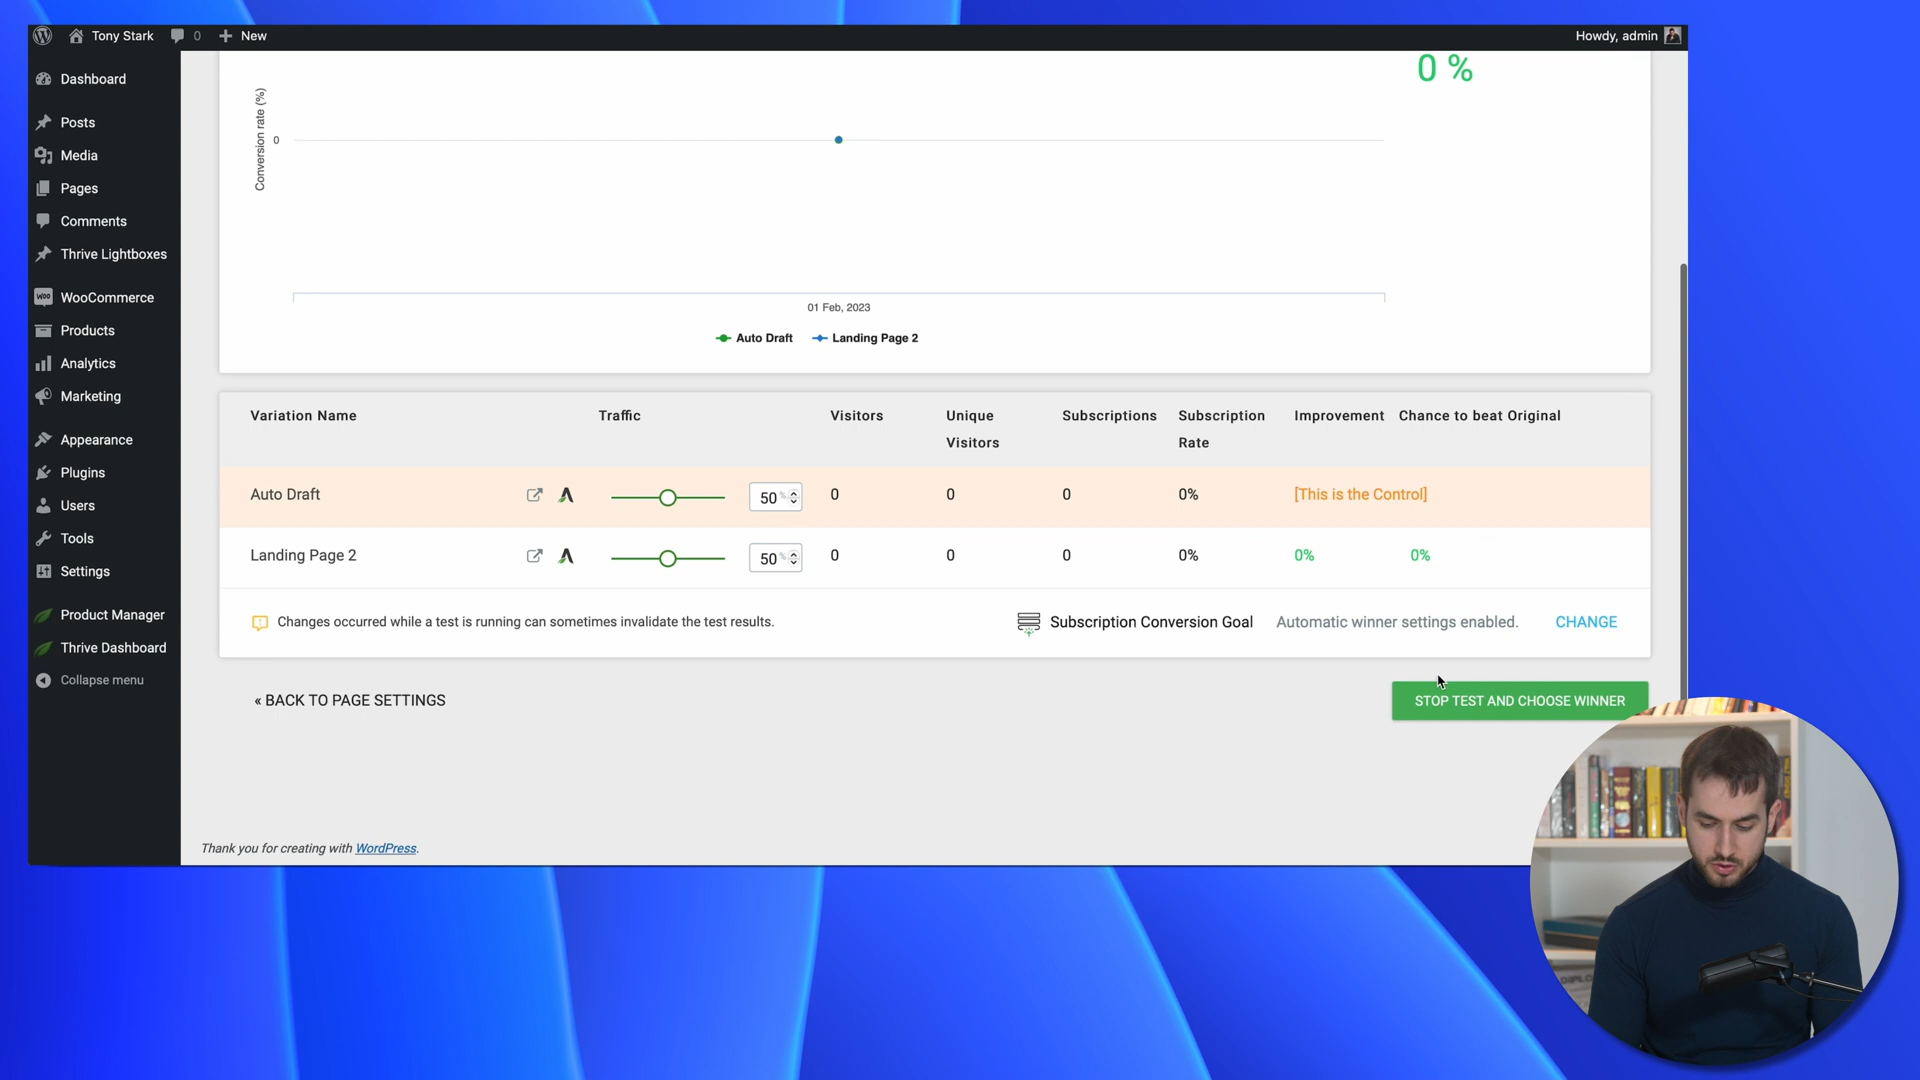 Tony Stark 0 New Howdy, admin
Dashboard
Posts
Media
Pages
Comments
Thrive Lightboxes
WooCommerce
Products
Analytics
Marketing
Appearance
Plugins
Users
Tools
Settings
Product Manager
Thrive Dashboard
Collapse menu
0 %
Conversion rate (%)
0
01 Feb, 2023
Auto Draft Landing Page 2
Variation Name Traffic Visitors Unique Visitors Subscriptions Subscription Rate Improvement Chance to beat Original
Auto Draft 50 % 0 0 0 0% [This is the Control]
Landing Page 2 50 % 0 0 0 0% 0% 0%
Changes occurred while a test is running can sometimes invalidate the test results. Subscription Conversion Goal Automatic winner settings enabled. CHANGE
« BACK TO PAGE SETTINGS STOP TEST AND CHOOSE WINNER
Thank you for creating with WordPress.